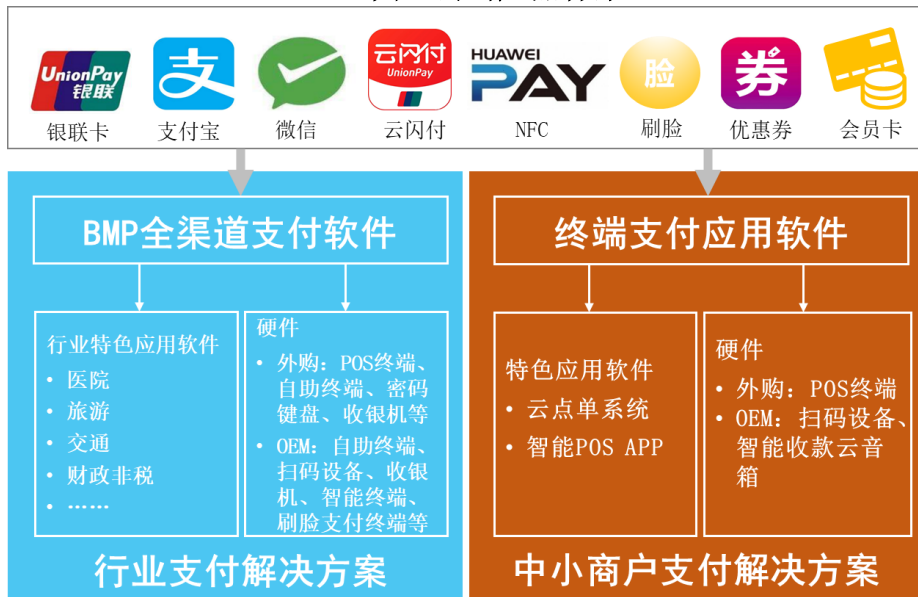 UnionPay
银联
支
云闪付
UnionPay
HUAWEI
PAY
脸
券
银联卡
支付宝
微信
云闪付
NFC
刷脸
优惠券
会员卡
BMP全渠道支付软件
行业特色应用软件
• 医院
• 旅游
• 交通
• 财政非税
• ……
硬件
• 外购：POS终端、
自助终端、密码
键盘、收银机等
• OEM：自助终端、
扫码设备、收银
机、智能终端、
刷脸支付终端等
行业支付解决方案
终端支付应用软件
特色应用软件
• 云点单系统
• 智能POS APP
硬件
• 外购：POS终端
• OEM：扫码设备、
智能收款云音
箱
中小商户支付解决方案